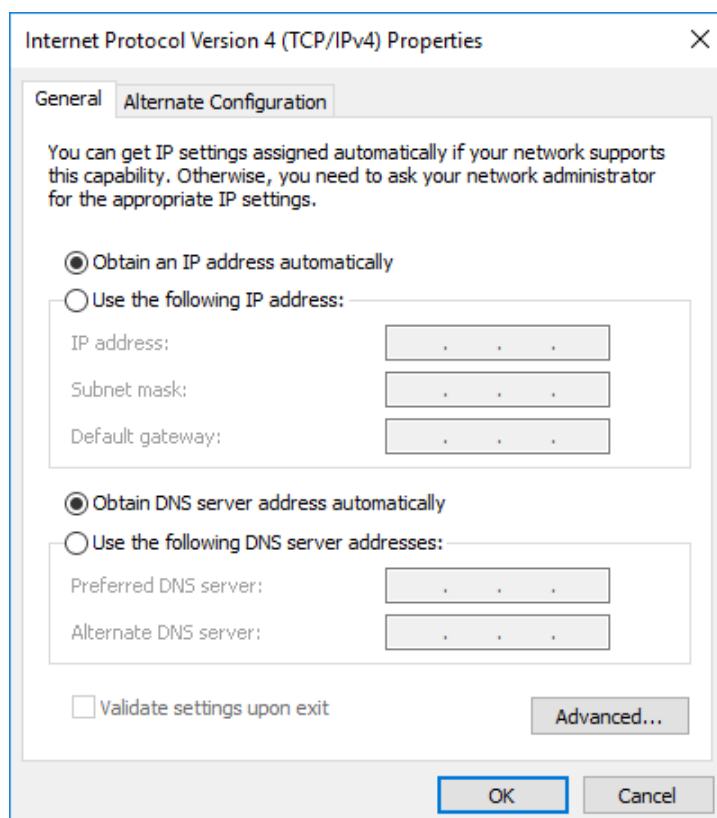 Internet Protocol Version 4 (TCP/IPv4) Properties
General
Alternate Configuration
You can get IP settings assigned automatically if your network supports
this capability. Otherwise, you need to ask your network administrator
for the appropriate IP settings.
Obtain an IP address automatically
Use the following IP address:
IP address:
Subnet mask:
Default gateway:
Obtain DNS server address automatically
Use the following DNS server addresses:
Preferred DNS server:
Alternate DNS server:
Validate settings upon exit
Advanced...
OK
Cancel